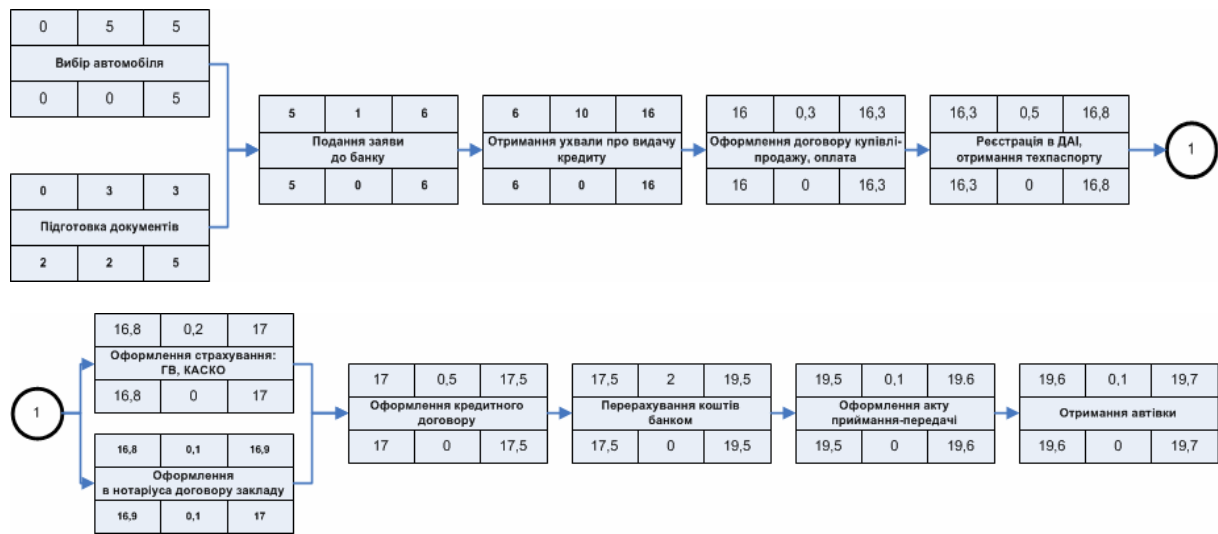 0 5 5
Вибір автомобіля
0 0 5
0 3 3
Підготовка документів
2 2 5
5 1 6
Подання заяви
до банку
5 0 6
6 10 16
Отримання ухвали про видачу
кредиту
6 0 16
16 0,3 16,3
Оформлення договору купівлі-
продажу, оплата
16 0 16,3
16,3 0,5 16,8
Реєстрація в ДАІ,
отримання техпаспорту
16,3 0 16,8
1
1
16,8 0,2 17
Оформлення страхування:
ГВ, КАСКО
16,8 0 17
16,8 0,1 16,9
Оформлення
в нотаріуса договору закладу
16,9 0,1 17
17 0,5 17,5
Оформлення кредитного
договору
17 0 17,5
17,5 2 19,5
Перерахування коштів
банком
17,5 0 19,5
19,5 0,1 19.6
Оформлення акту
приймання-передачі
19,5 0 19,6
19,6 0,1 19,7
Отримання автівки
19,6 0 19,7